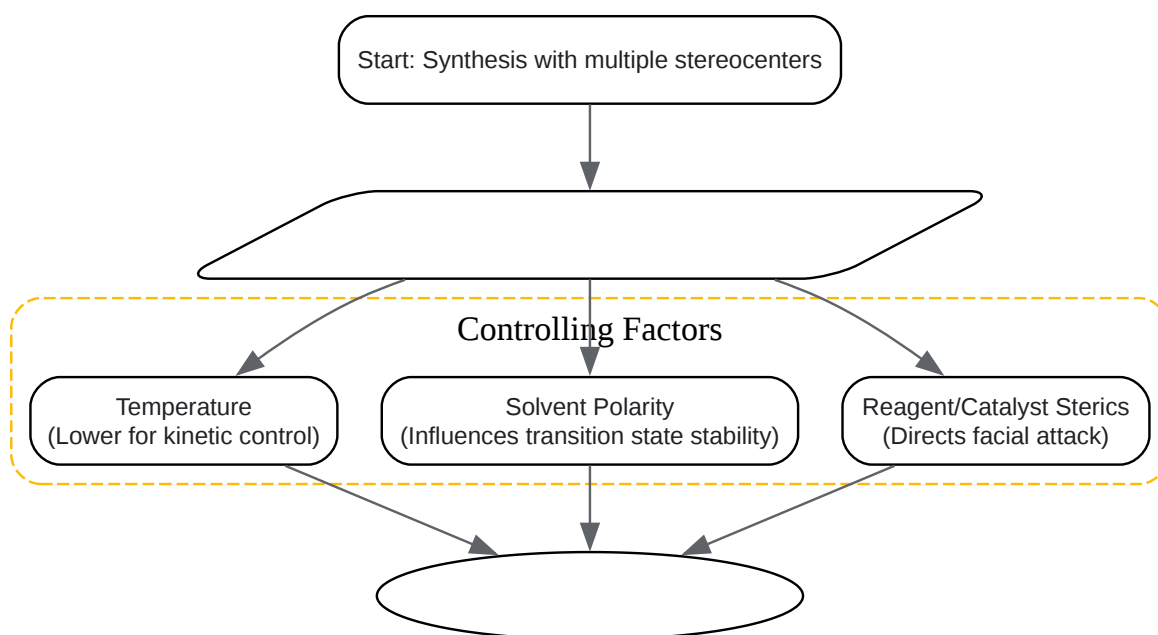 Start: Synthesis with multiple stereocenters
Controlling Factors
Temperature
(Lower for kinetic control)
Solvent Polarity
(Influences transition state stability)
Reagent/Catalyst Sterics
(Directs facial attack)